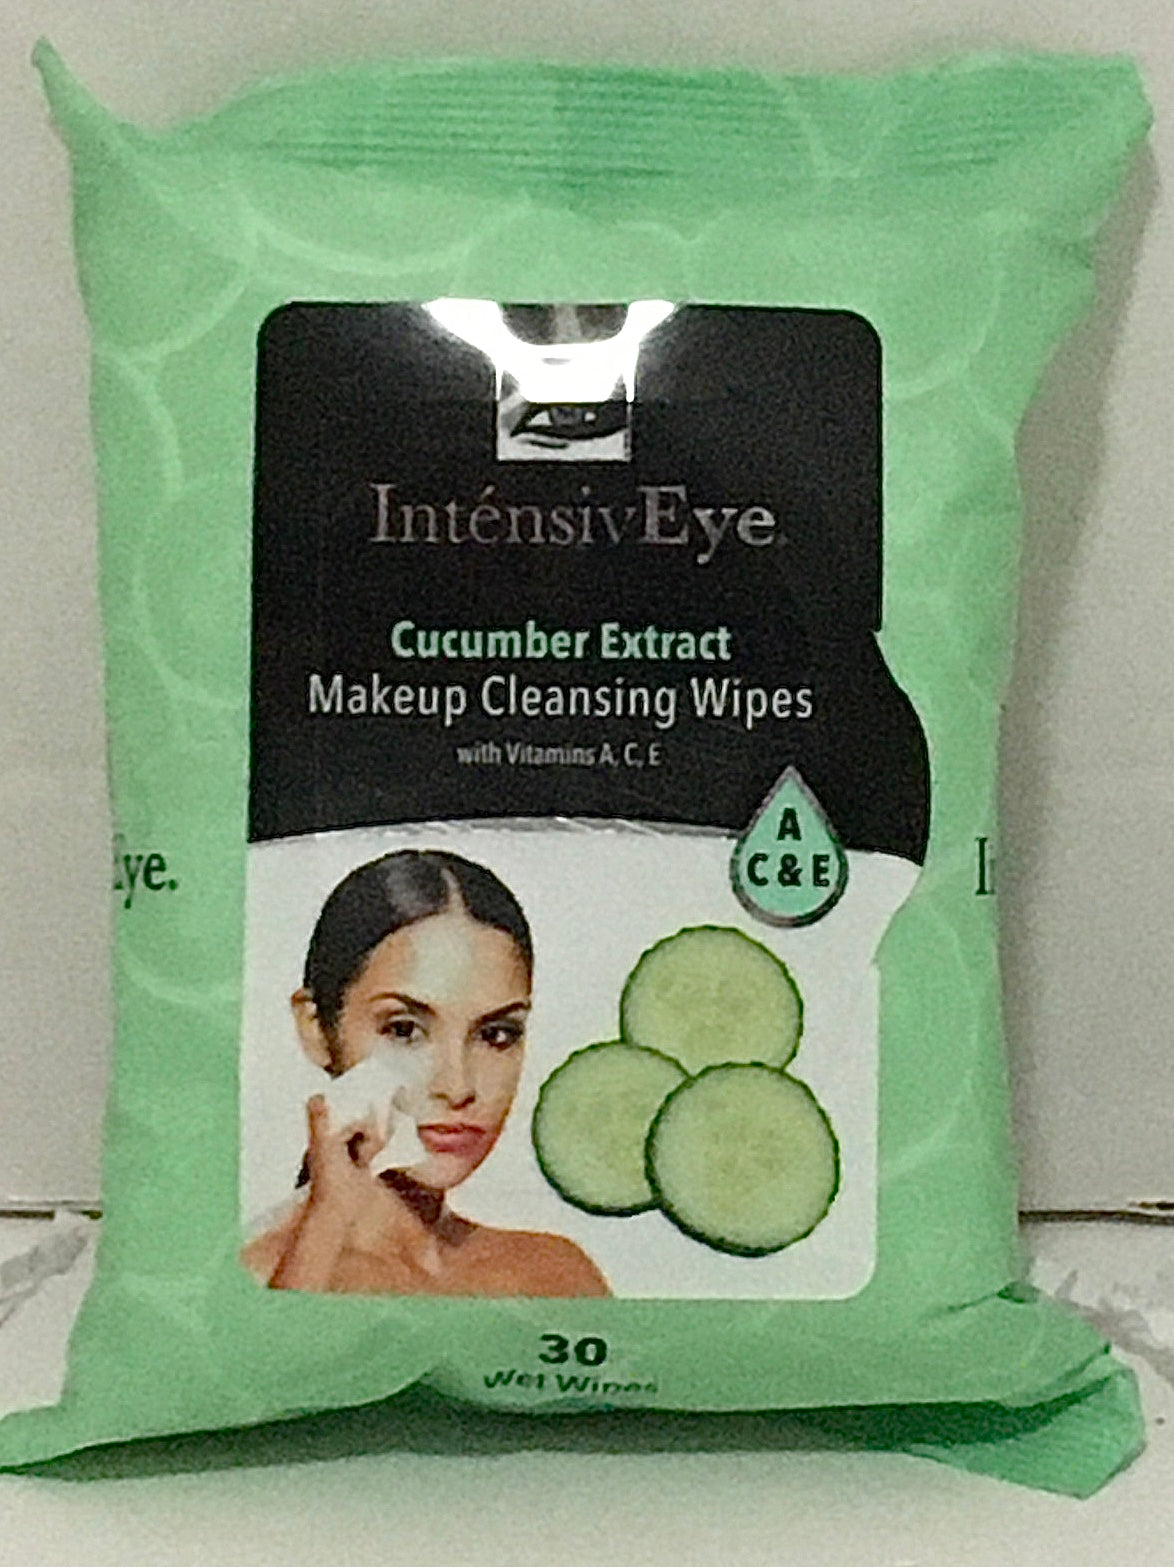 InténsivEye
Cucumber Extract
Makeup Cleansing Wipes
with Vitamins A, C, E
A
C & E
Eye.
30
Wet Wipes